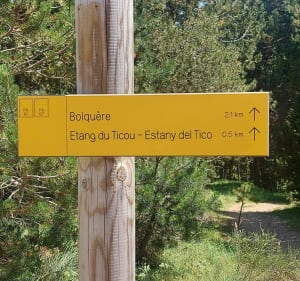 Bolquère 2,1 km ↑
Etang du Ticou - Estany del Tico 0,5 km ↑